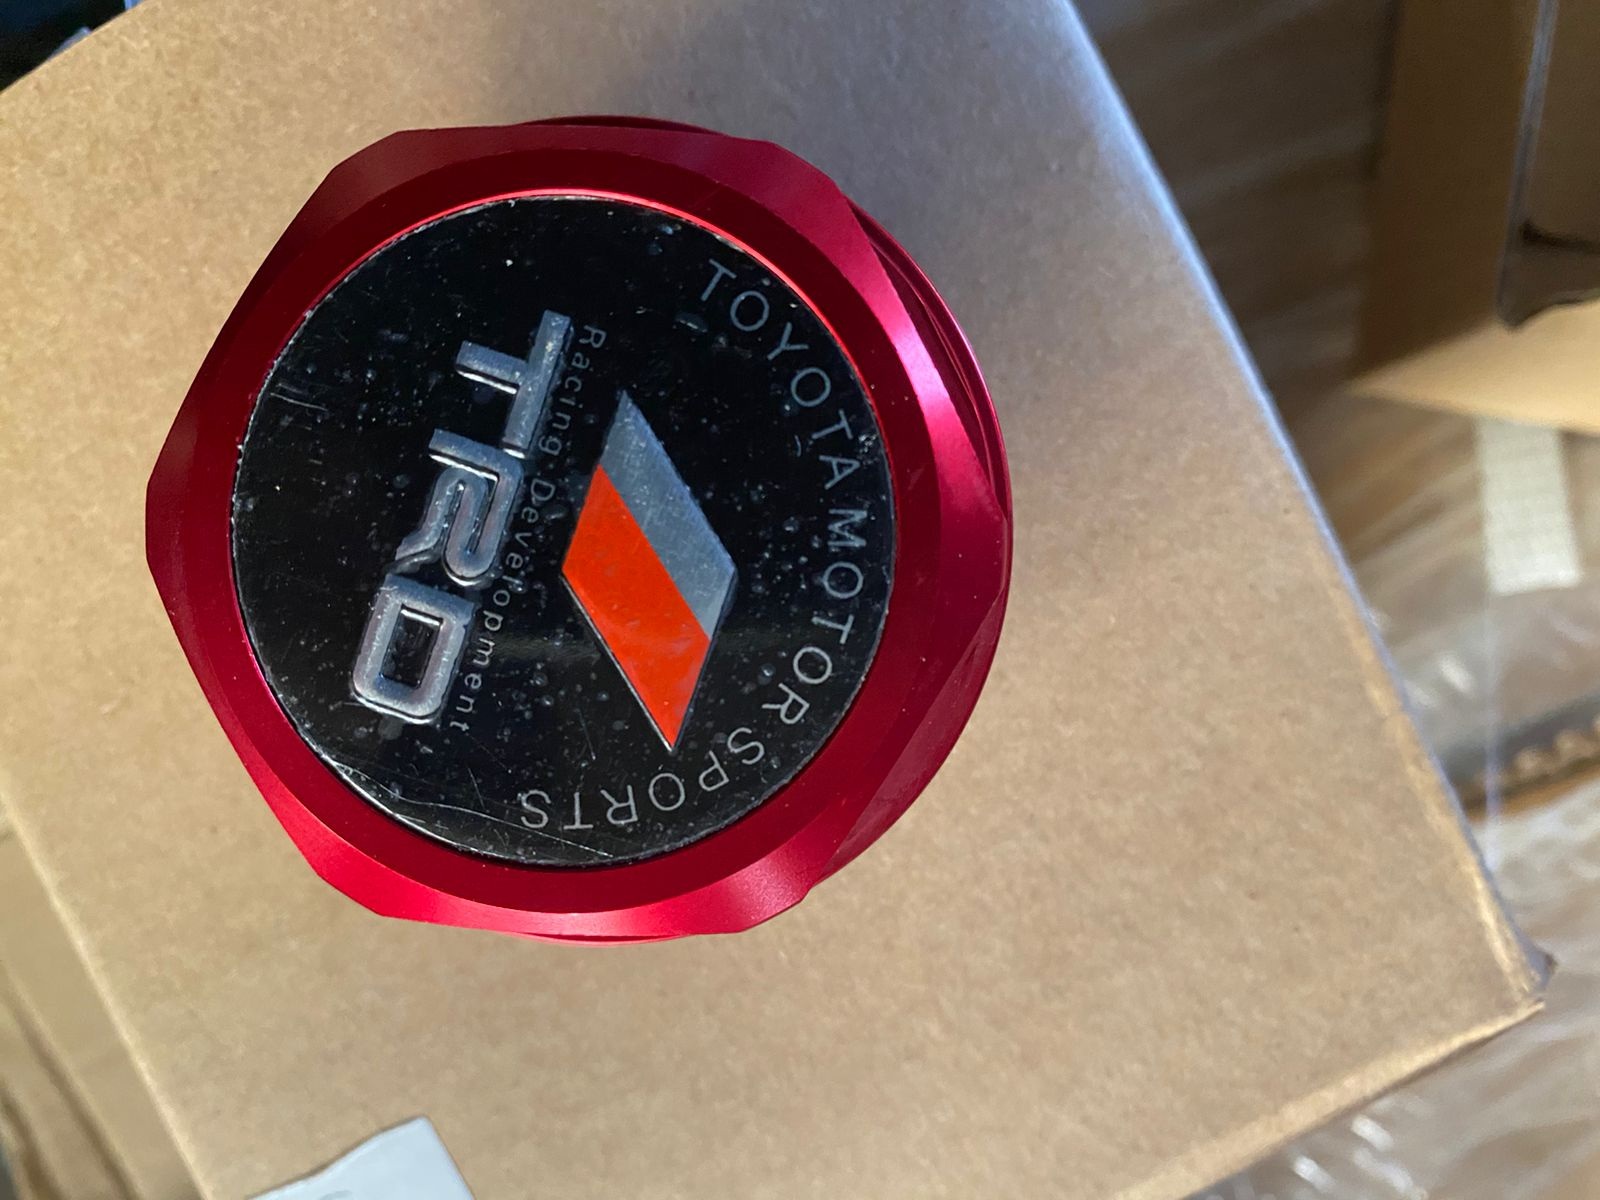 TOYOTA MOTOR SPORTS
Racing Development
TRD